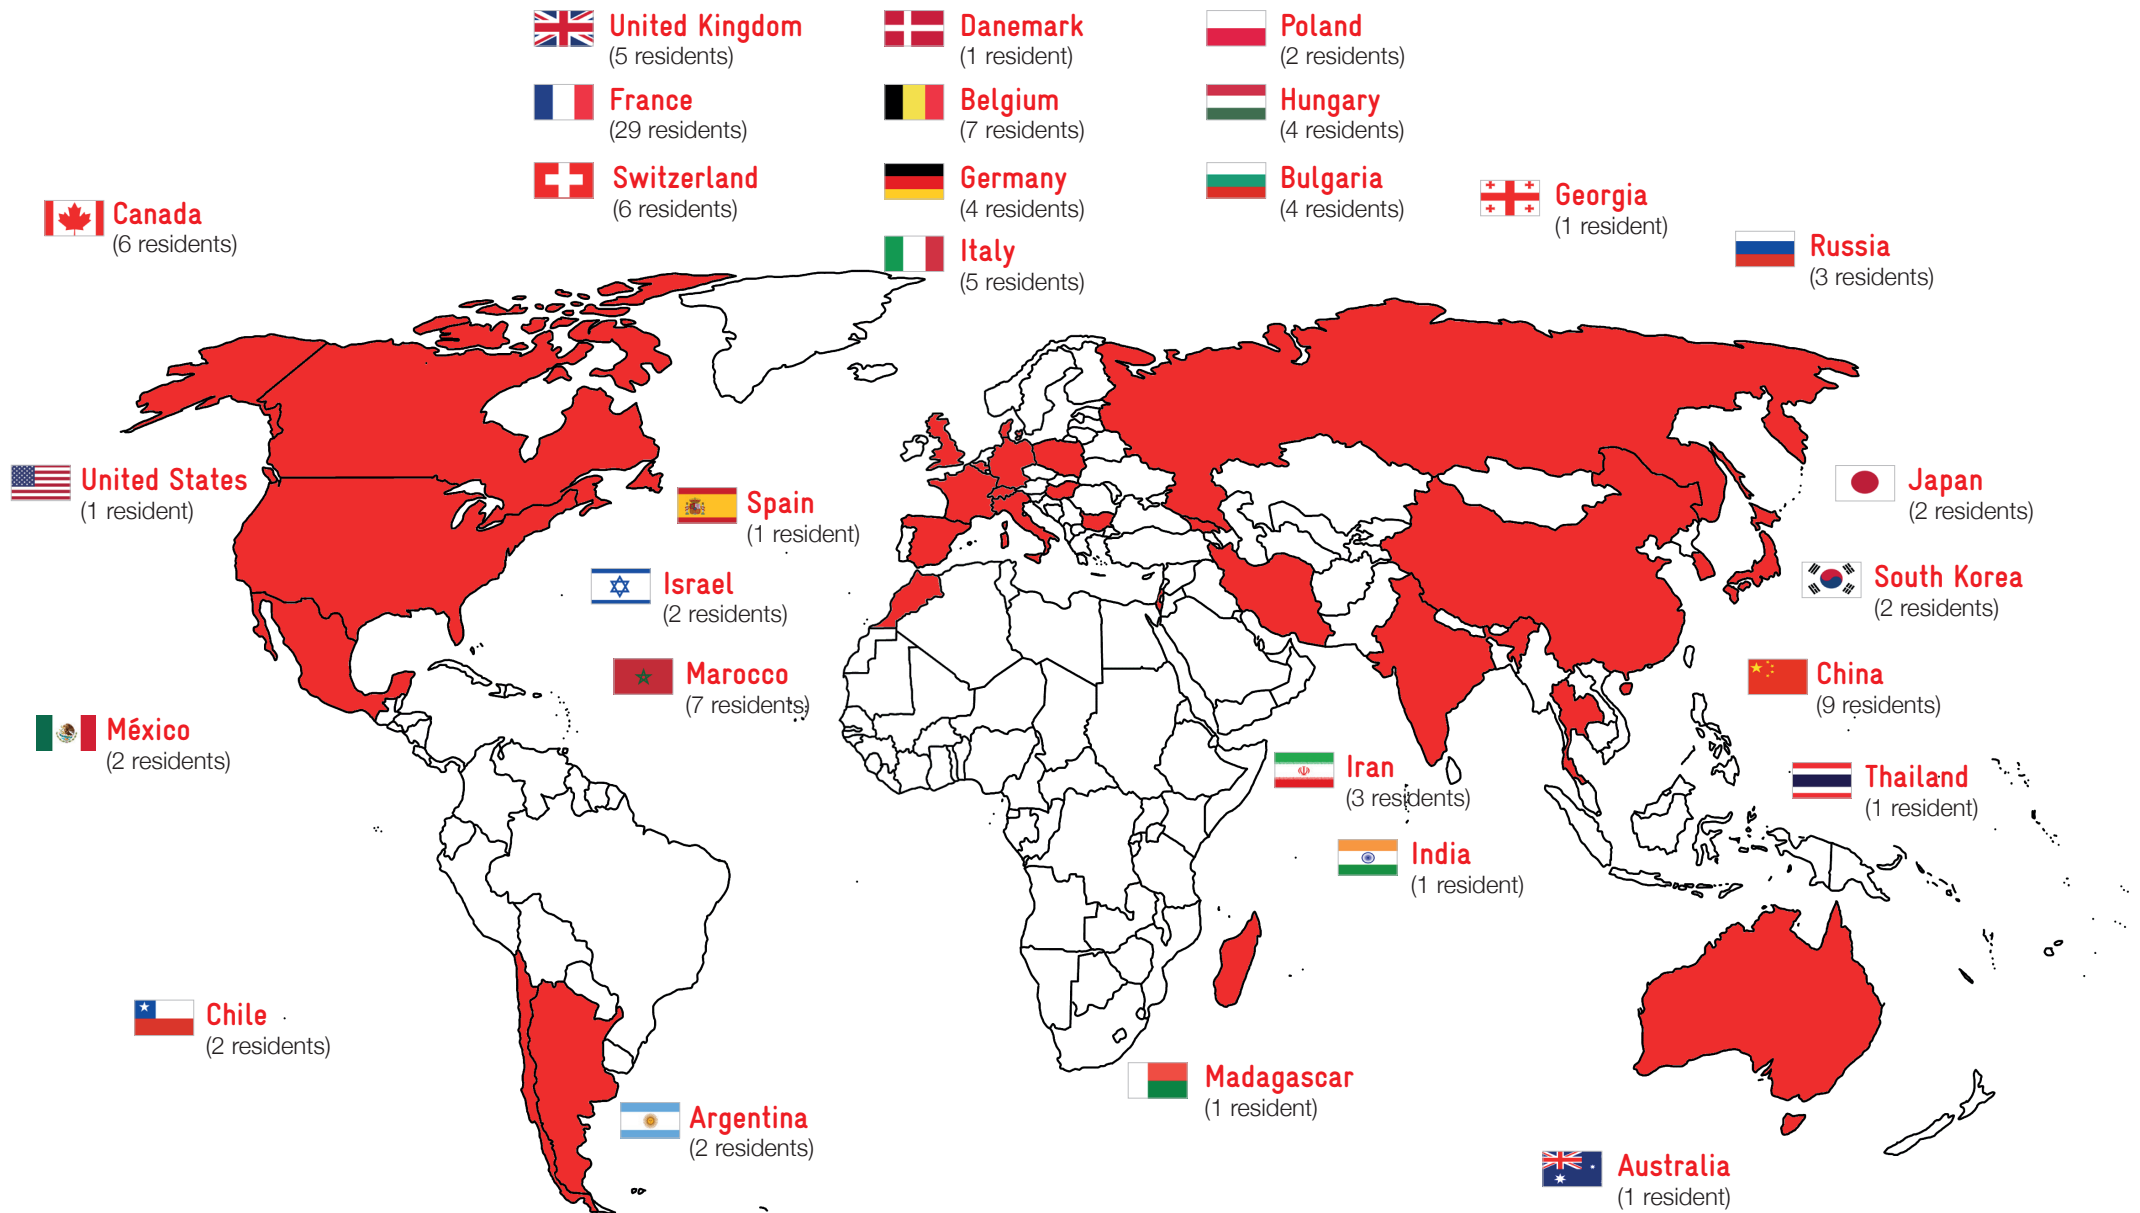 United Kingdom
(5 residents)
Danemark
(1 resident)
Poland
(2 residents)
France
(29 residents)
Belgium
(7 residents)
Hungary
(4 residents)
Switzerland
(6 residents)
Germany
(4 residents)
Bulgaria
(4 residents)
Georgia
(1 resident)
Canada
(6 residents)
Italy
(5 residents)
Russia
(3 residents)
United States
(1 resident)
Spain
(1 resident)
Japan
(2 residents)
Israel
(2 residents)
South Korea
(2 residents)
Marocco
(7 residents)
China
(9 residents)
México
(2 residents)
Iran
(3 residents)
Thailand
(1 resident)
India
(1 resident)
Chile
(2 residents)
Madagascar
(1 resident)
Argentina
(2 residents)
Australia
(1 resident)